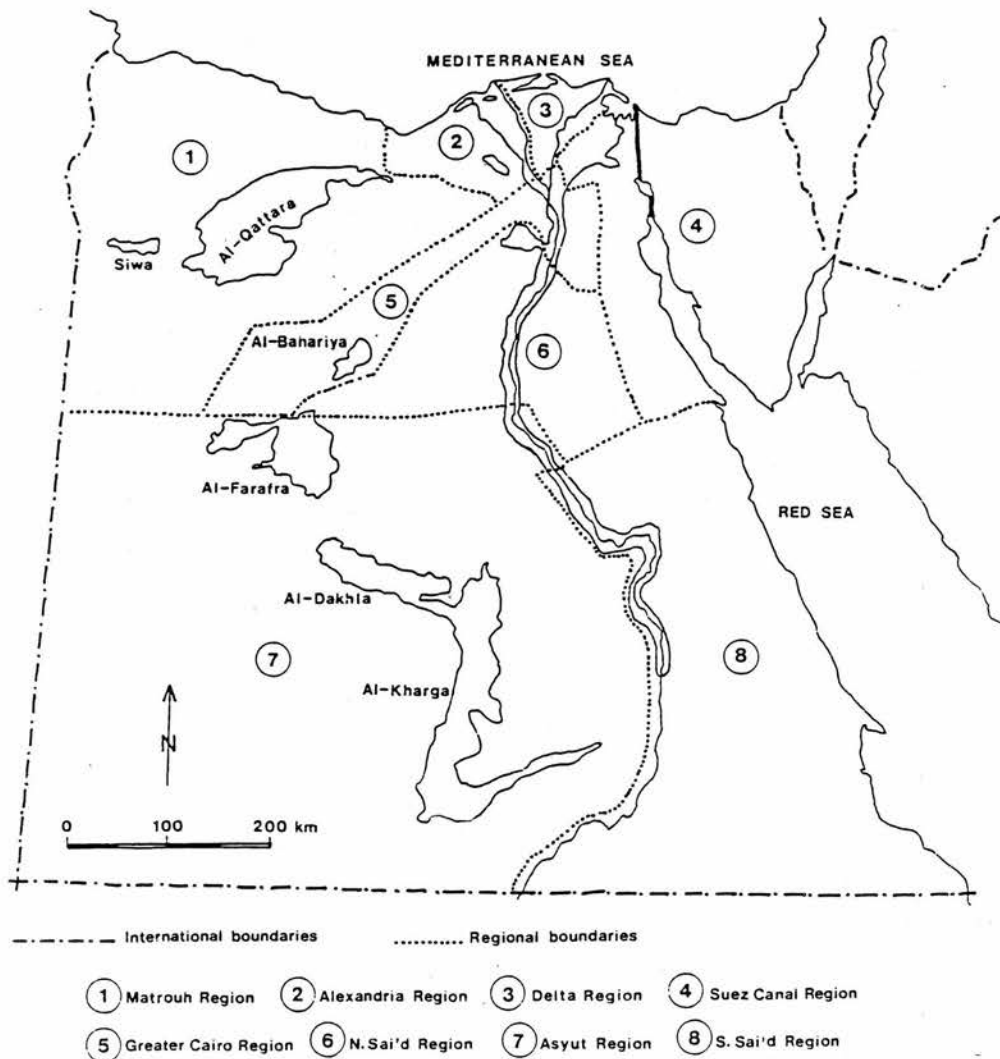 MEDITERRANEAN SEA
3
2
1
4
Al-Qattara
Siwa
5
6
Al-Bahariya
Al-Farafra
RED SEA
Al-Dakhla
7
8
Al-Kharga
N
0 100 200 km
International boundaries Regional boundaries
1 Matrouh Region 2 Alexandria Region 3 Delta Region 4 Suez Canal Region
5 Greater Cairo Region 6 N. Sai'd Region 7 Asyut Region 8 S. Sai'd Region